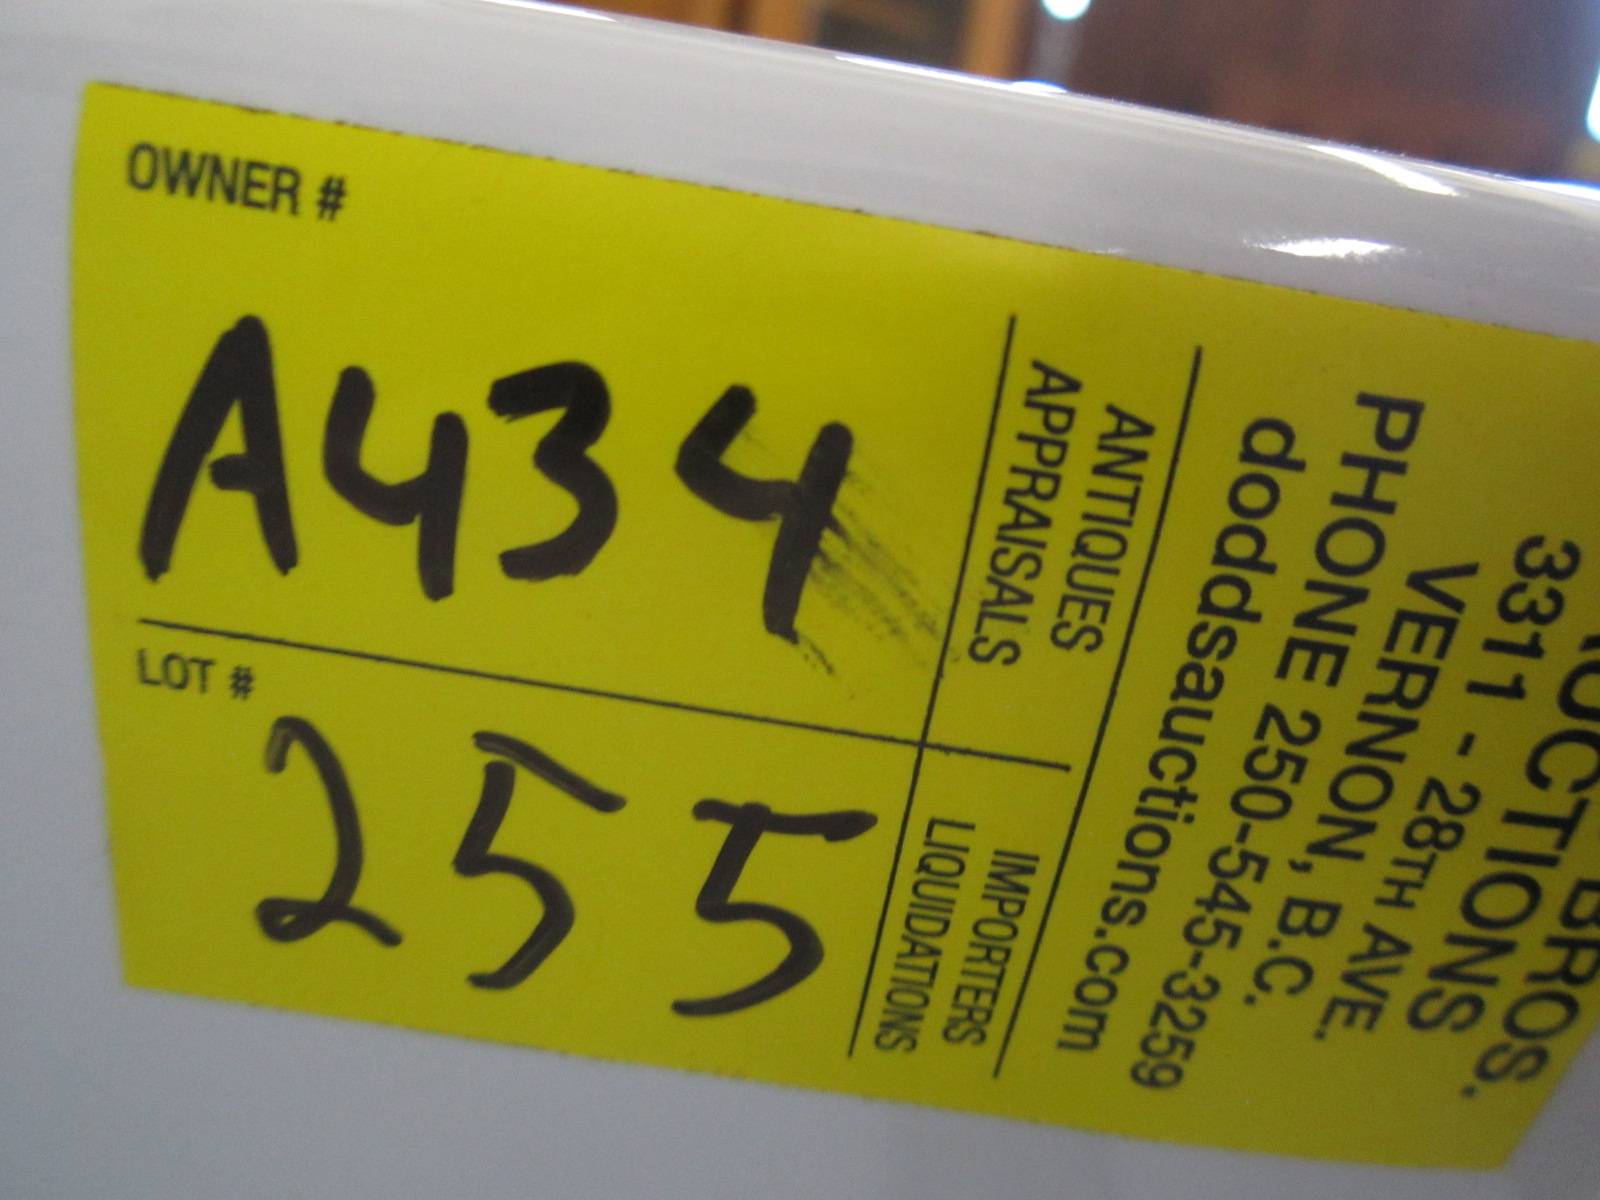 OWNER #
A434
LOT #
255
BROS.
3311 - 28TH AVE.
VERNON, B.C.
PHONE 250-545-3259
doddsauctions.com
ANTIQUES
APPRAISALS
IMPORTERS
LIQUIDATIONS